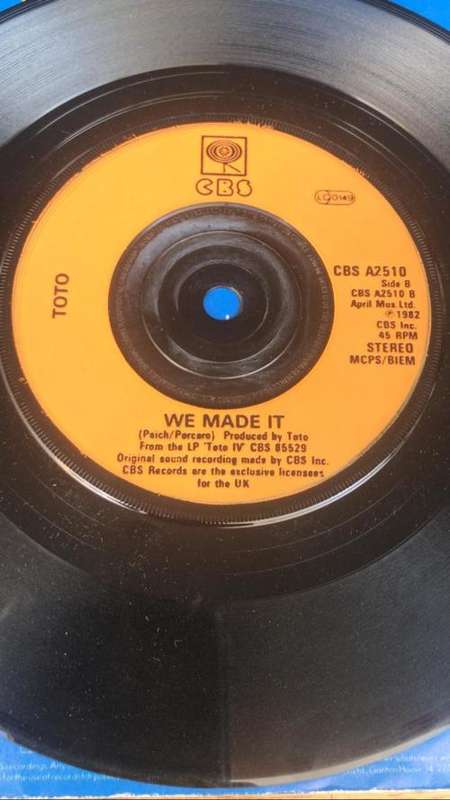 CBS
LC 0149
TOTO
CBS A2510
Side B
CBS A2510 B
April Mus. Ltd.
℗ 1982
CBS Inc.
45 RPM
STEREO
MCPS/BIEM
WE MADE IT
(Paich/Porcaro) Produced by Toto
From the LP 'Toto IV' CBS 85529
Original sound recording made by CBS Inc.
CBS Records are the exclusive licensees
for the UK